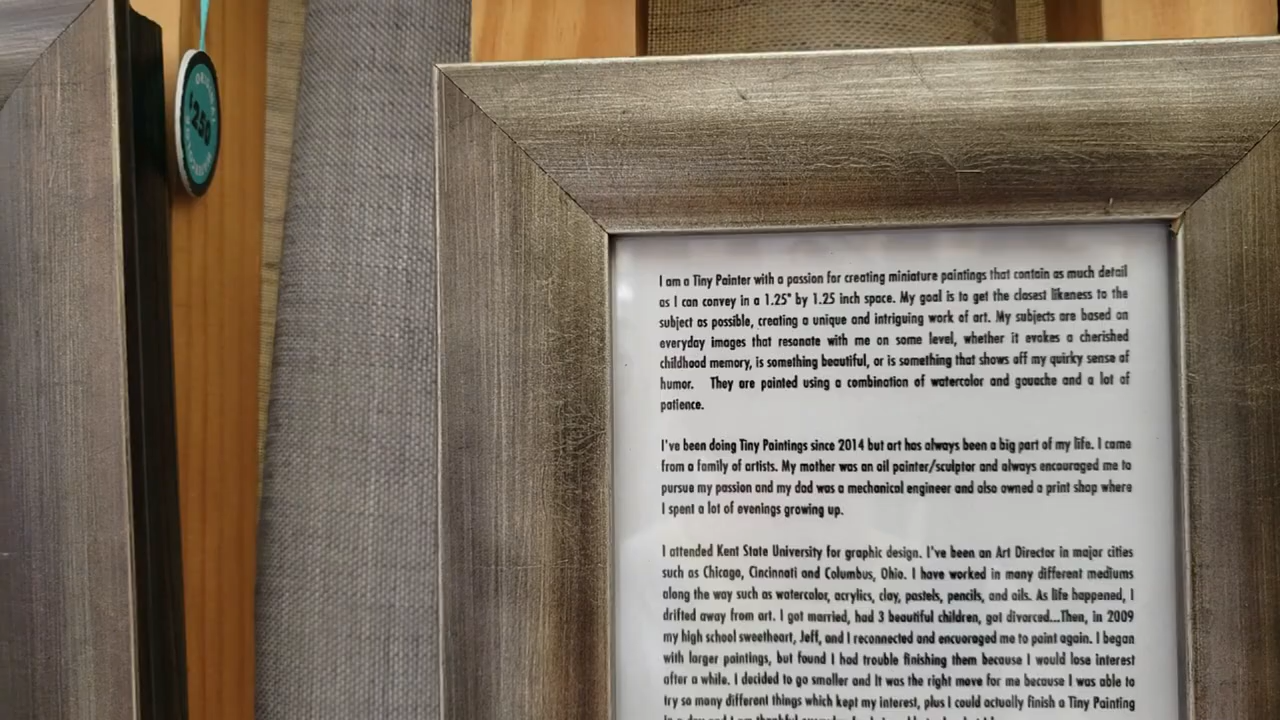 ORIGINAL
$250
I am a Tiny Painter with a passion for creating miniature paintings that contain as much detail
as I can convey in a 1.25" by 1.25 inch space. My goal is to get the closest likeness to the
subject as possible, creating a unique and intriguing work of art. My subjects are based on
everyday images that resonate with me on some level, whether it evokes a cherished
childhood memory, is something beautiful, or is something that shows off my quirky sense of
humor. They are painted using a combination of watercolor and gouache and a lot of
patience.
I've been doing Tiny Paintings since 2014 but art has always been a big part of my life. I come
from a family of artists. My mother was an oil painter/sculptor and always encouraged me to
pursue my passion and my dad was a mechanical engineer and also owned a print shop where
I spent a lot of evenings growing up.
I attended Kent State University for graphic design. I've been an Art Director in major cities
such as Chicago, Cincinnati and Columbus, Ohio. I have worked in many different mediums
along the way such as watercolor, acrylics, clay, pastels, pencils, and oils. As life happened, I
drifted away from art. I got married, had 3 beautiful children, got divorced...Then, in 2009
my high school sweetheart, Jeff, and I reconnected and encueraged me to paint again. I began
with larger paintings, but found I had trouble finishing them because I would lose interest
after a while. I decided to go smaller and It was the right move for me because I was able to
try so many different things which kept my interest, plus I could actually finish a Tiny Painting